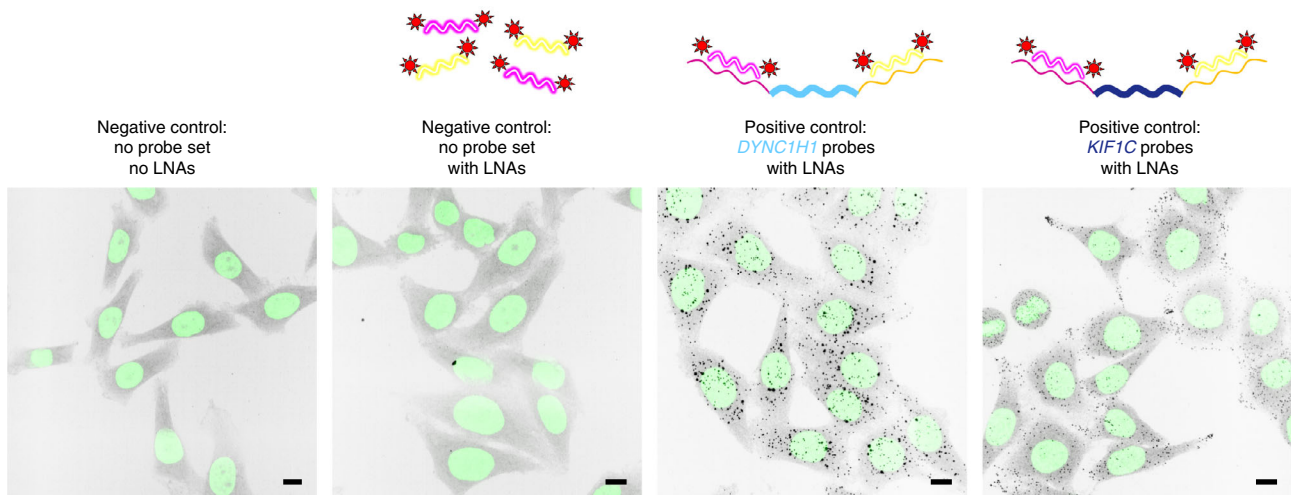 Negative control:
no probe set
no LNAs
Negative control:
no probe set
with LNAs
Positive control:
DYNC1H1 probes
with LNAs
Positive control:
KIF1C probes
with LNAs